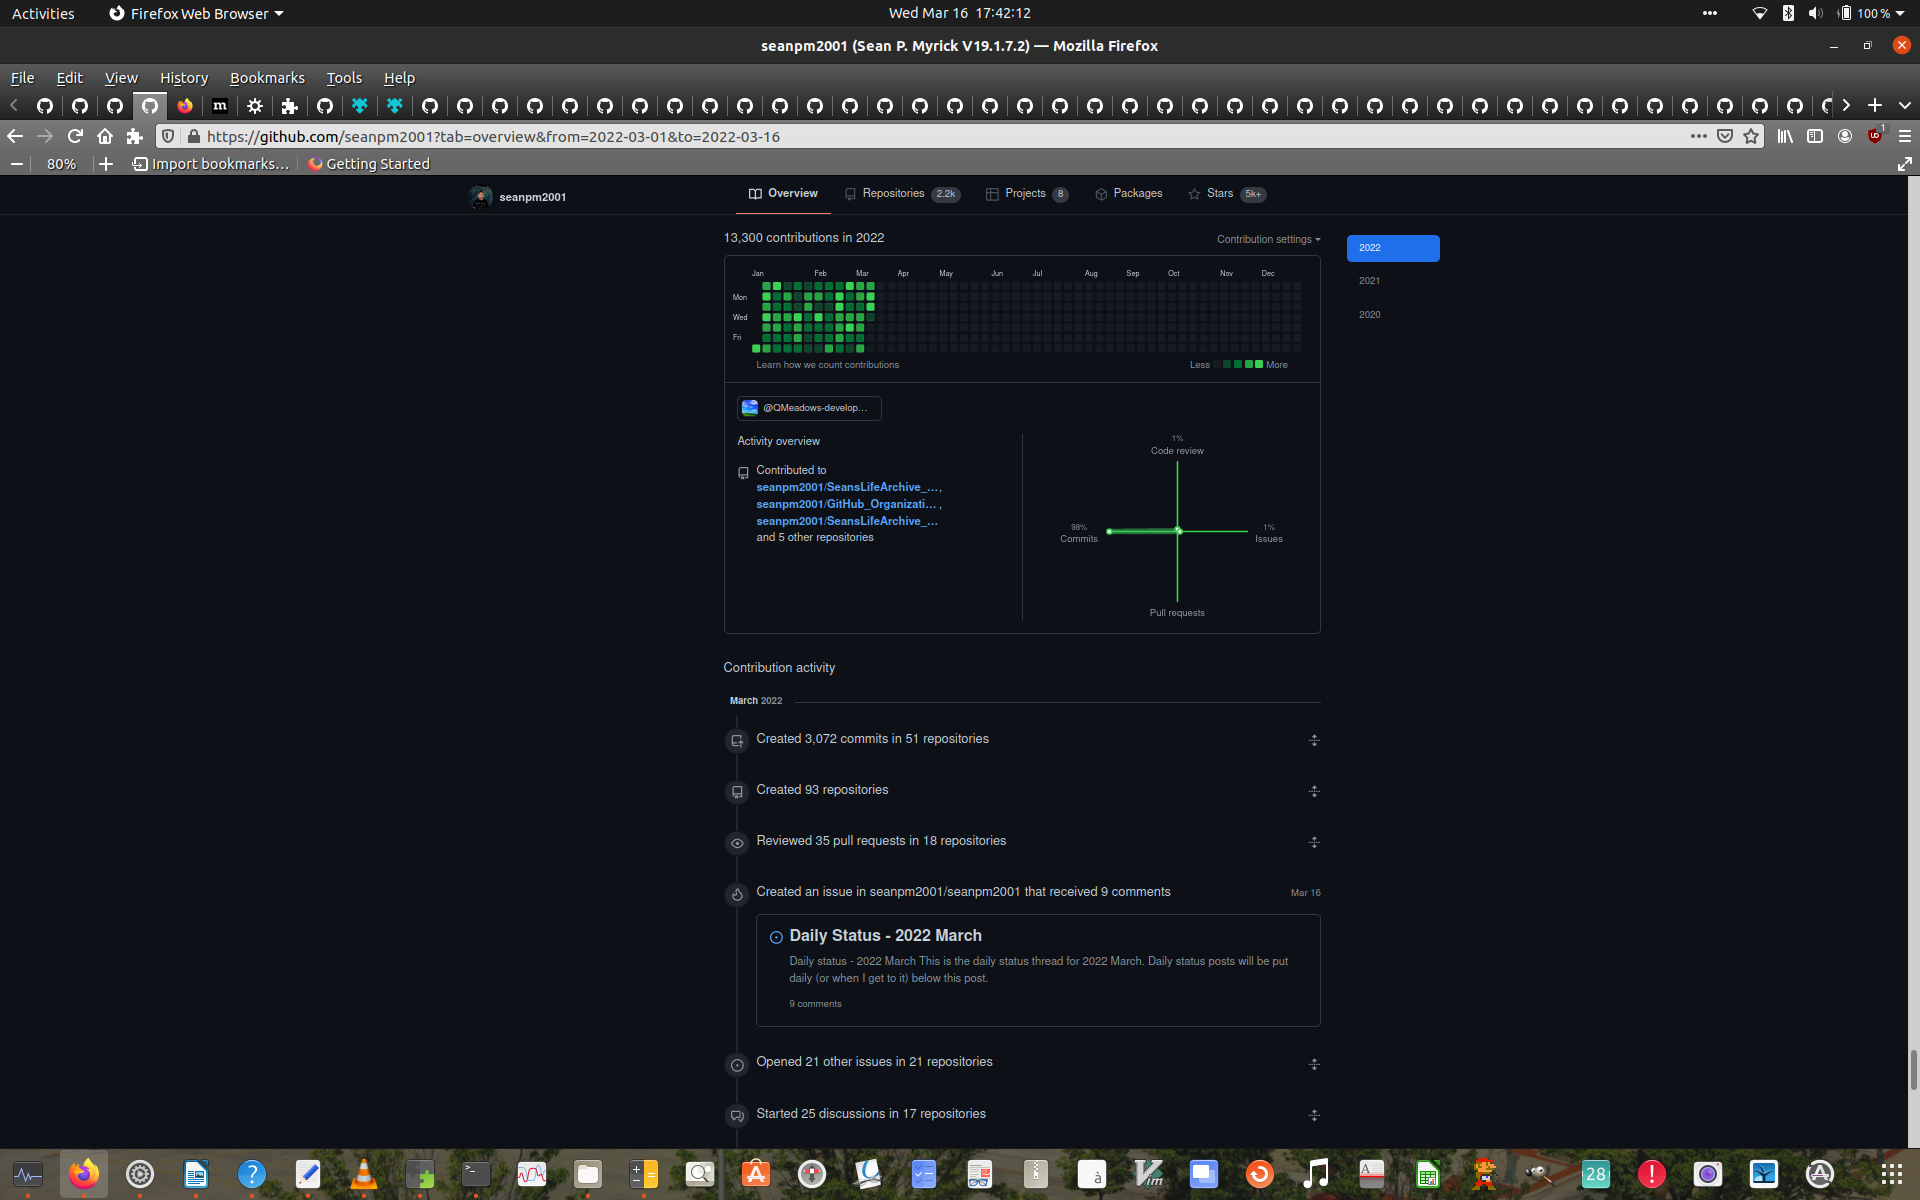 Activities
Firefox Web Browser
Wed Mar 16 17:42:12
100 %
seanpm2001 (Sean P. Myrick V19.1.7.2) — Mozilla Firefox
File Edit View History Bookmarks Tools Help
m
https://github.com/seanpm2001?tab=overview&from=2022-03-01&to=2022-03-16
1
80%
Import bookmarks...
Getting Started
seanpm2001
Overview
Repositories 2.2k
Projects 8
Packages
Stars 5k+
13,300 contributions in 2022
Contribution settings
2022
2021
2020
Jan Feb Mar Apr May Jun Jul Aug Sep Oct Nov Dec
Mon
Wed
Fri
Learn how we count contributions
Less More
@QMeadows-develop...
Activity overview
Contributed to
seanpm2001/SeansLifeArchive_...,
seanpm2001/GitHub_Organizati... ,
seanpm2001/SeansLifeArchive_...
and 5 other repositories
1%
Code review
98%
Commits
1%
Issues
Pull requests
Contribution activity
March 2022
Created 3,072 commits in 51 repositories
Created 93 repositories
Reviewed 35 pull requests in 18 repositories
Created an issue in seanpm2001/seanpm2001 that received 9 comments
Mar 16
Daily Status - 2022 March
Daily status - 2022 March This is the daily status thread for 2022 March. Daily status posts will be put
daily (or when I get to it) below this post.
9 comments
Opened 21 other issues in 21 repositories
Started 25 discussions in 17 repositories
?
>_
à
Vim
A
28
!